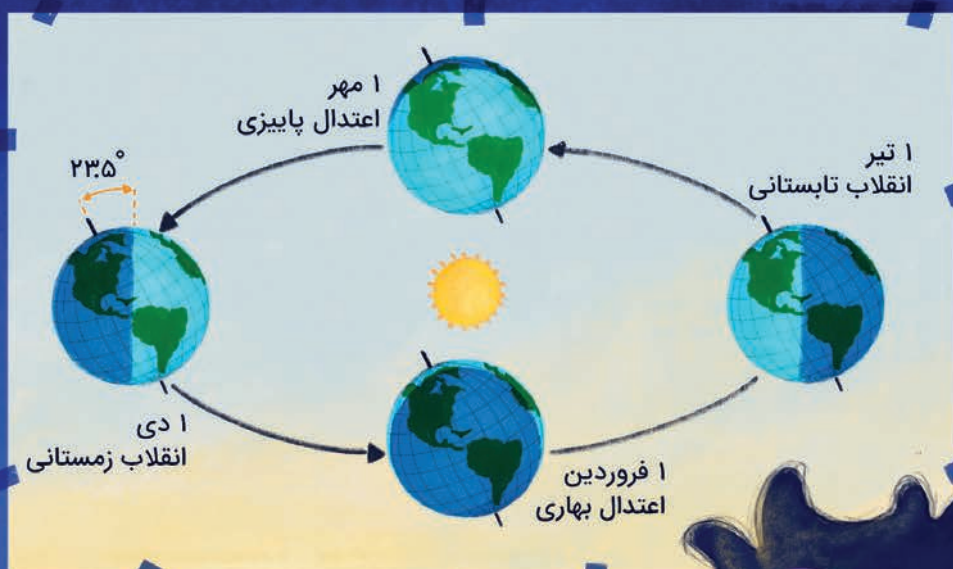 ۱ مهر
اعتدال پاییزی
۱ تیر
انقلاب تابستانی
۲۳٫۵°
۱ دی
انقلاب زمستانی
۱ فروردین
اعتدال بهاری